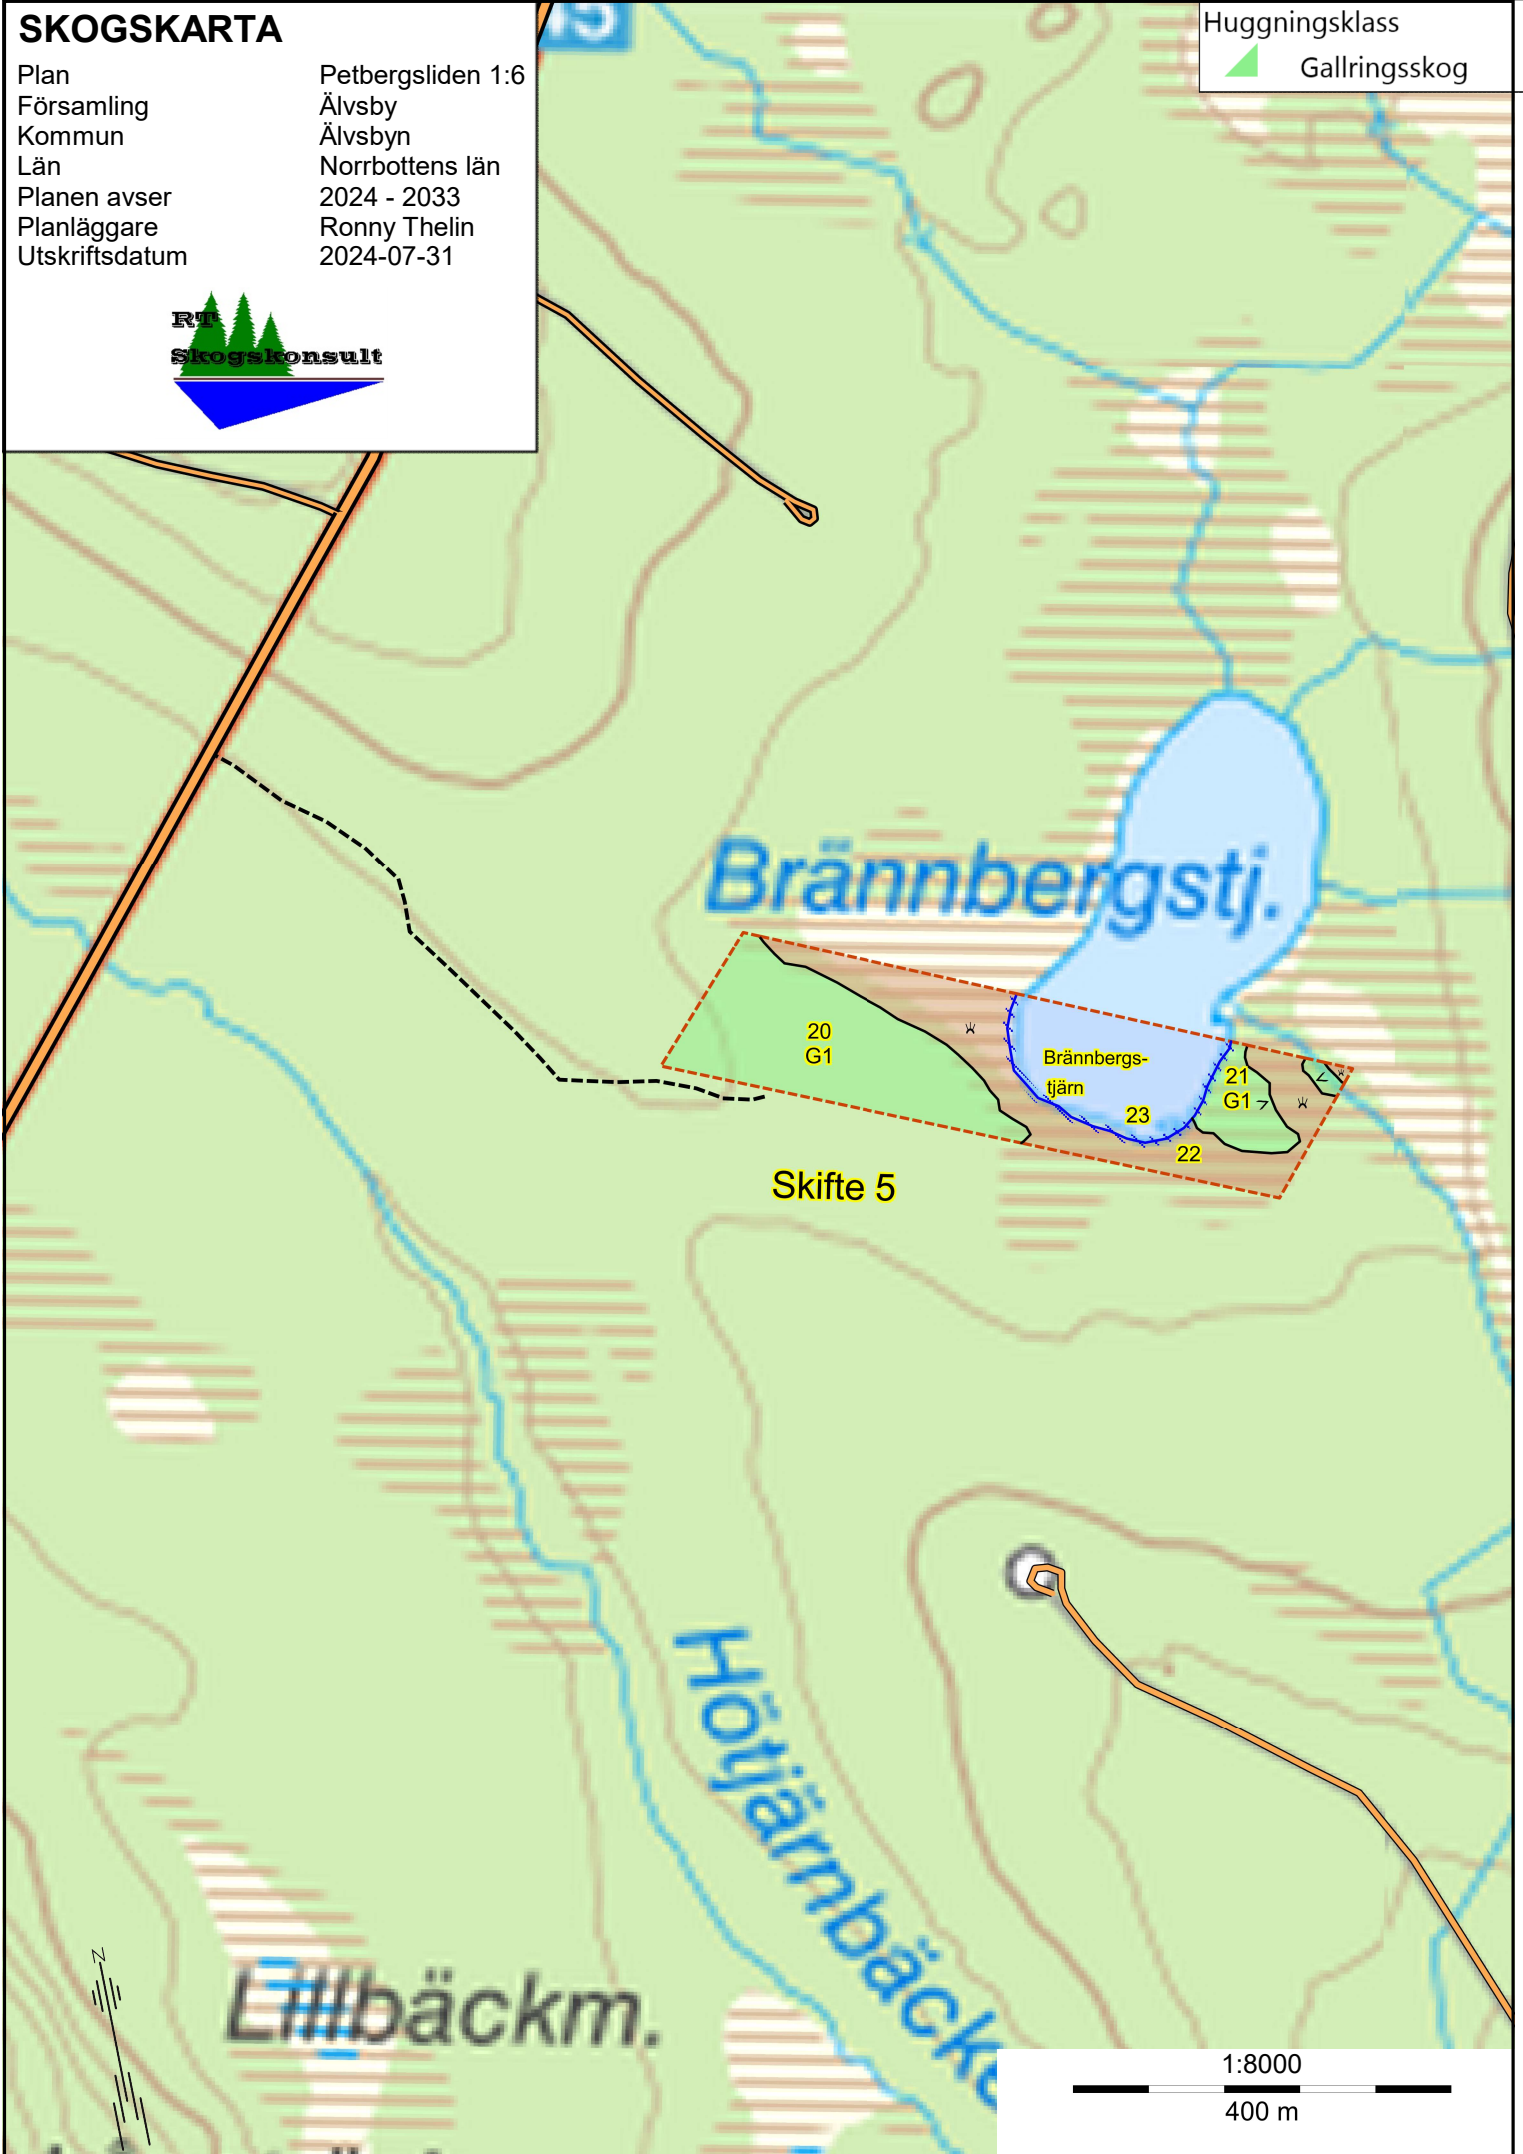 SKOGSKARTA
Plan Petbergsliden 1:6
Församling Älvsby
Kommun Älvsbyn
Län Norrbottens län
Planen avser 2024 - 2033
Planläggare Ronny Thelin
Utskriftsdatum 2024-07-31
RT
Skogskonsult
Huggningsklass
Gallringsskog
Brännbergstj.
20
G1
Brännbergs-
tjärn
23
21
G1
22
Skifte 5
Hötjärnbäcke
Lillbäckm.
N
1:8000
400 m